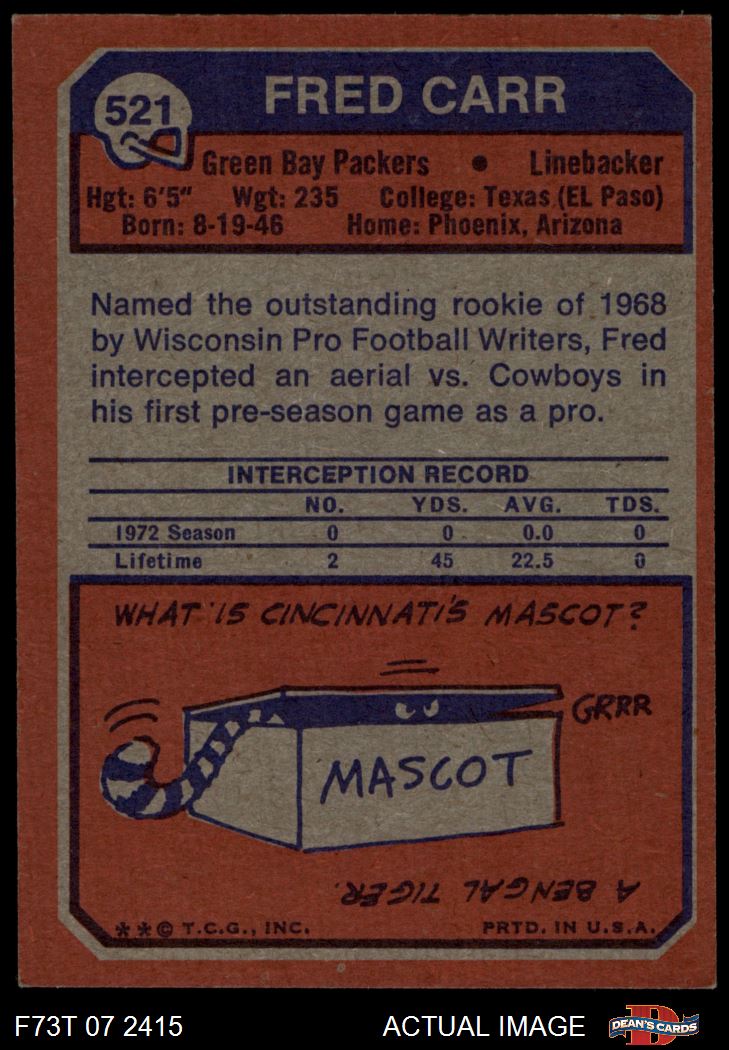 521
FRED CARR
Green Bay Packers • Linebacker
Hgt: 6'5" Wgt: 235 College: Texas (EL Paso)
Born: 8-19-46 Home: Phoenix, Arizona
Named the outstanding rookie of 1968
by Wisconsin Pro Football Writers, Fred
intercepted an aerial vs. Cowboys in
his first pre-season game as a pro.
INTERCEPTION RECORD
NO. YDS. AVG. TDS.
1972 Season 0 0 0.0 0
Lifetime 2 45 22.5 0
WHAT IS CINCINNATI'S MASCOT?
GRRR
MASCOT
A BENGAL TIGER.
**© T.C.G., INC. PRTD. IN U.S.A.
F73T 07 2415 ACTUAL IMAGE D DEAN'S CARDS